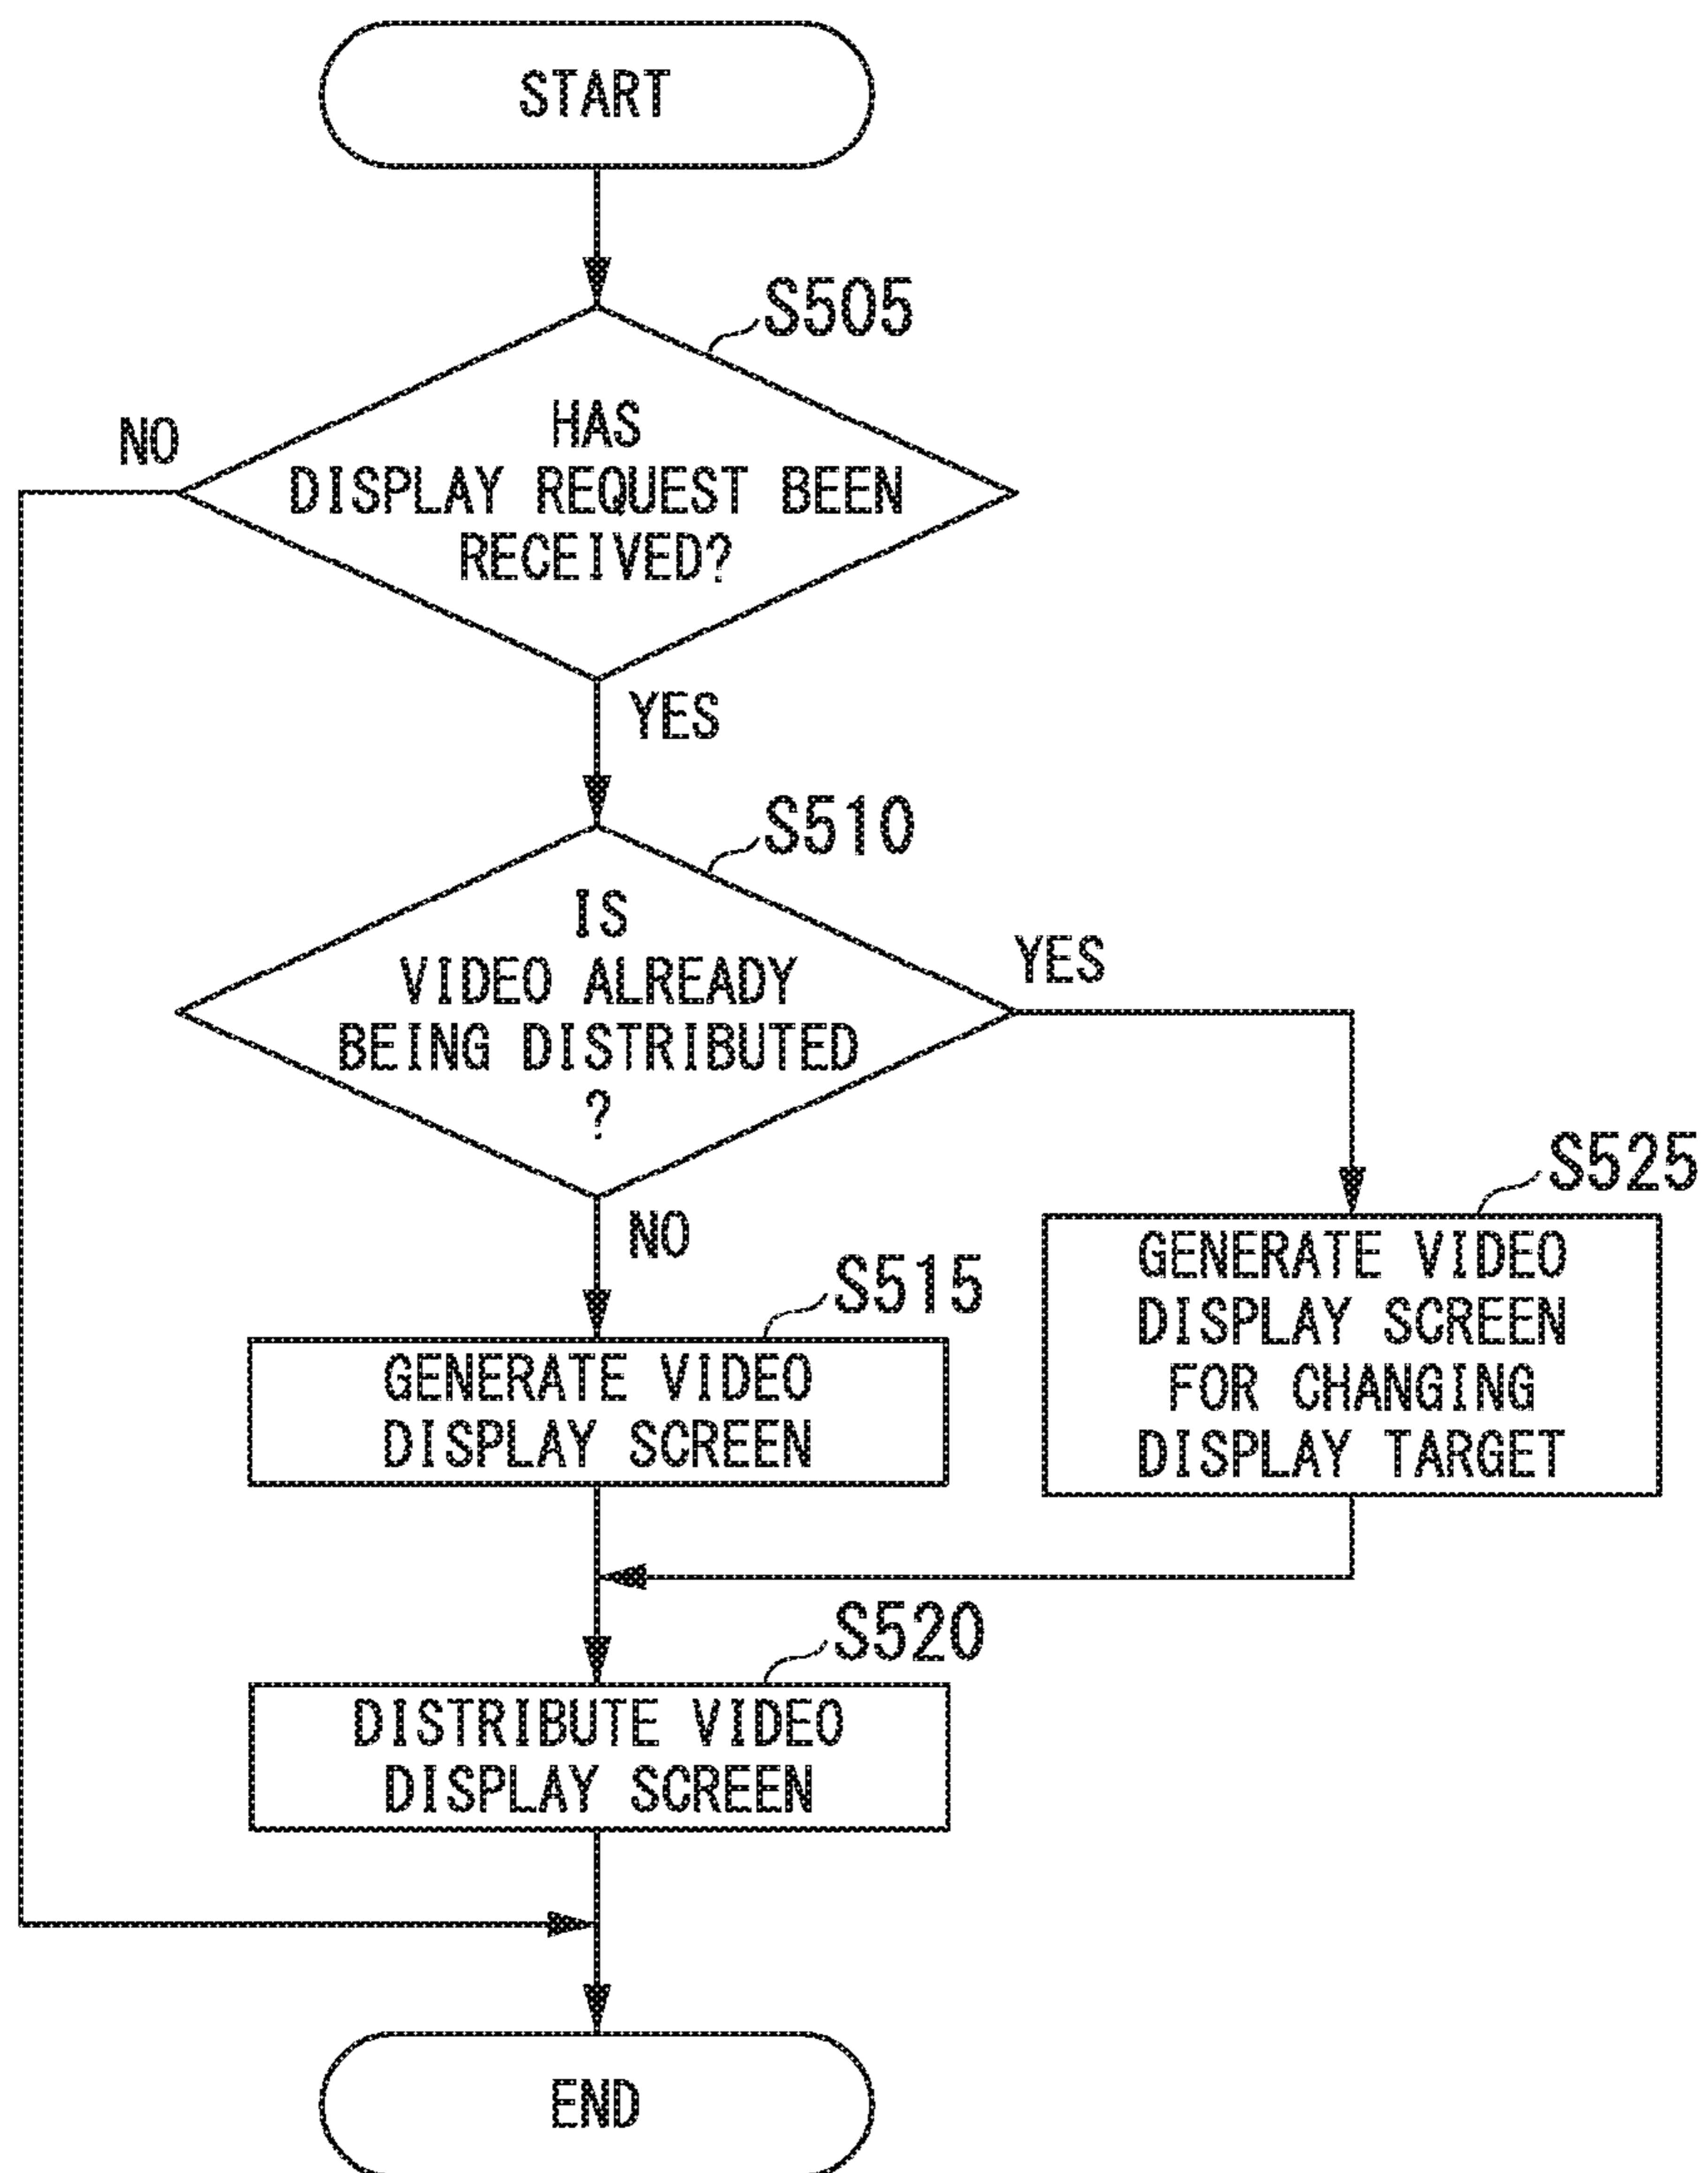 START
S505
NO
HAS
DISPLAY REQUEST BEEN
RECEIVED?
YES
S510
IS
VIDEO ALREADY
BEING DISTRIBUTED
?
YES
NO
S525
GENERATE VIDEO
DISPLAY SCREEN
FOR CHANGING
DISPLAY TARGET
S515
GENERATE VIDEO
DISPLAY SCREEN
S520
DISTRIBUTE VIDEO
DISPLAY SCREEN
END